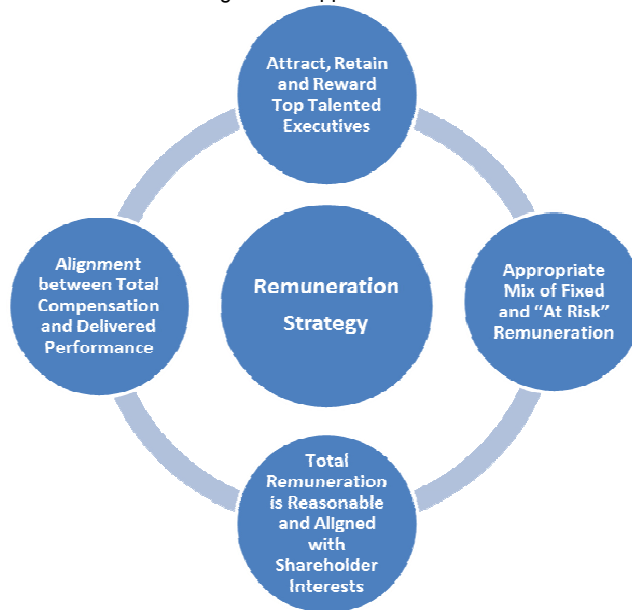 Attract, Retain
and Reward
Top Talented
Executives
Alignment
between Total
Compensation
and Delivered
Performance
Remuneration
Strategy
Appropriate
Mix of Fixed
and “At Risk”
Remuneration
Total
Remuneration
is Reasonable
and Aligned
with
Shareholder
Interests